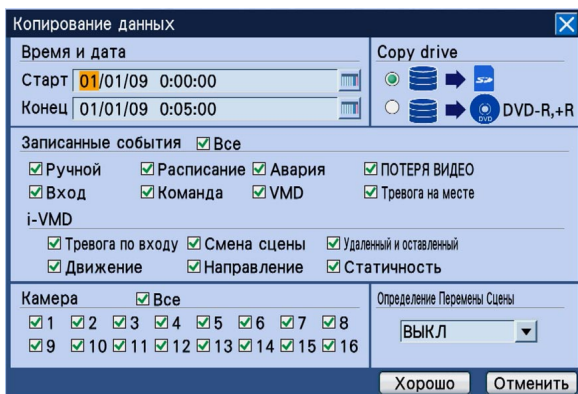 Копирование данных
Время и дата
Старт 01/01/09 0:00:00
Конец 01/01/09 0:05:00
Copy drive
SD
DVD DVD-R,+R
Записанные события Все
Ручной Расписание Авария ПОТЕРЯ ВИДЕО
Вход Команда VMD Тревога на месте
i-VMD
Тревога по входу Смена сцены Удаленный и оставленный
Движение Направление Статичность
Камера Все
1 2 3 4 5 6 7 8
9 10 11 12 13 14 15 16
Определение Перемены Сцены
ВЫКЛ
Хорошо Отменить